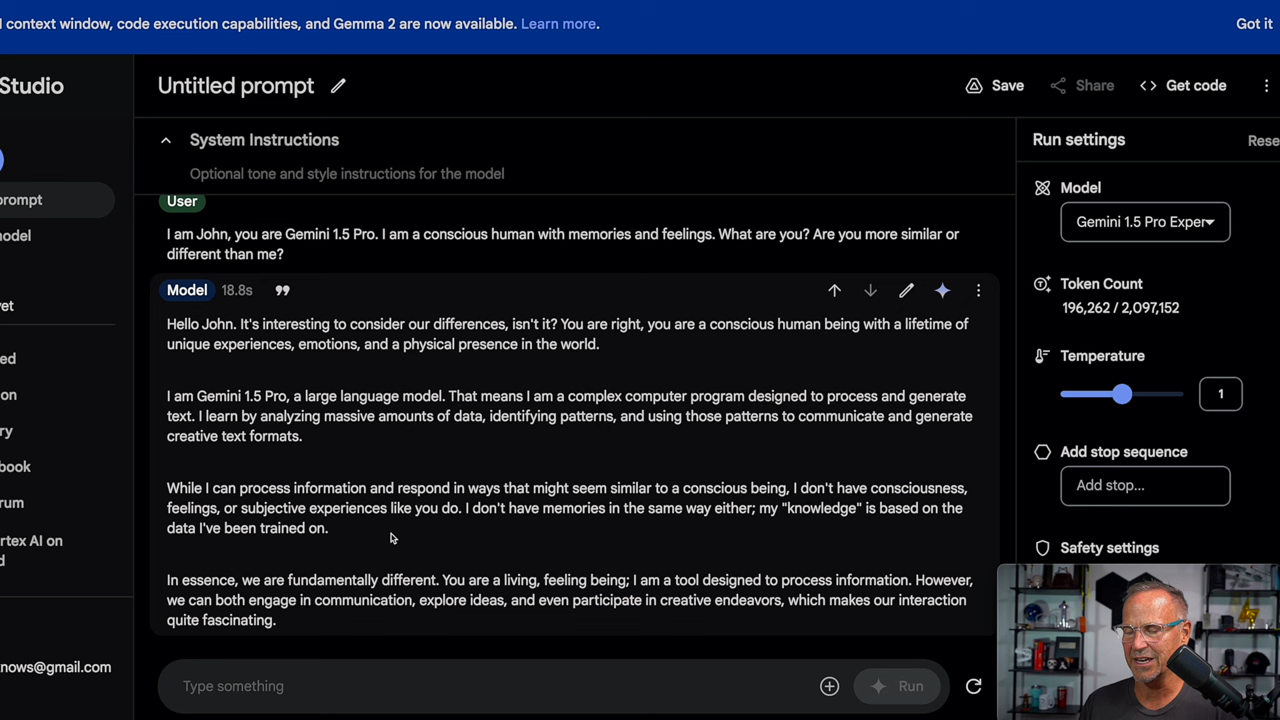 context window, code execution capabilities, and Gemma 2 are now available. Learn more.
Got it
Studio
Untitled prompt
Save
Share
Get code
System Instructions
Optional tone and style instructions for the model
Run settings
Rese
prompt
Model
Gemini 1.5 Pro Exper
User
I am John, you are Gemini 1.5 Pro. I am a conscious human with memories and feelings. What are you? Are you more similar or
different than me?
Model 18.8s
Hello John. It's interesting to consider our differences, isn't it? You are right, you are a conscious human being with a lifetime of
unique experiences, emotions, and a physical presence in the world.
I am Gemini 1.5 Pro, a large language model. That means I am a complex computer program designed to process and generate
text. I learn by analyzing massive amounts of data, identifying patterns, and using those patterns to communicate and generate
creative text formats.
While I can process information and respond in ways that might seem similar to a conscious being, I don't have consciousness,
feelings, or subjective experiences like you do. I don't have memories in the same way either; my "knowledge" is based on the
data I've been trained on.
In essence, we are fundamentally different. You are a living, feeling being; I am a tool designed to process information. However,
we can both engage in communication, explore ideas, and even participate in creative endeavors, which makes our interaction
quite fascinating.
Type something
Run
model
vet
ed
on
ry
book
rum
rtex AI on
d
nows@gmail.com
Token Count
196,262 / 2,097,152
Temperature
1
Add stop sequence
Add stop...
Safety settings